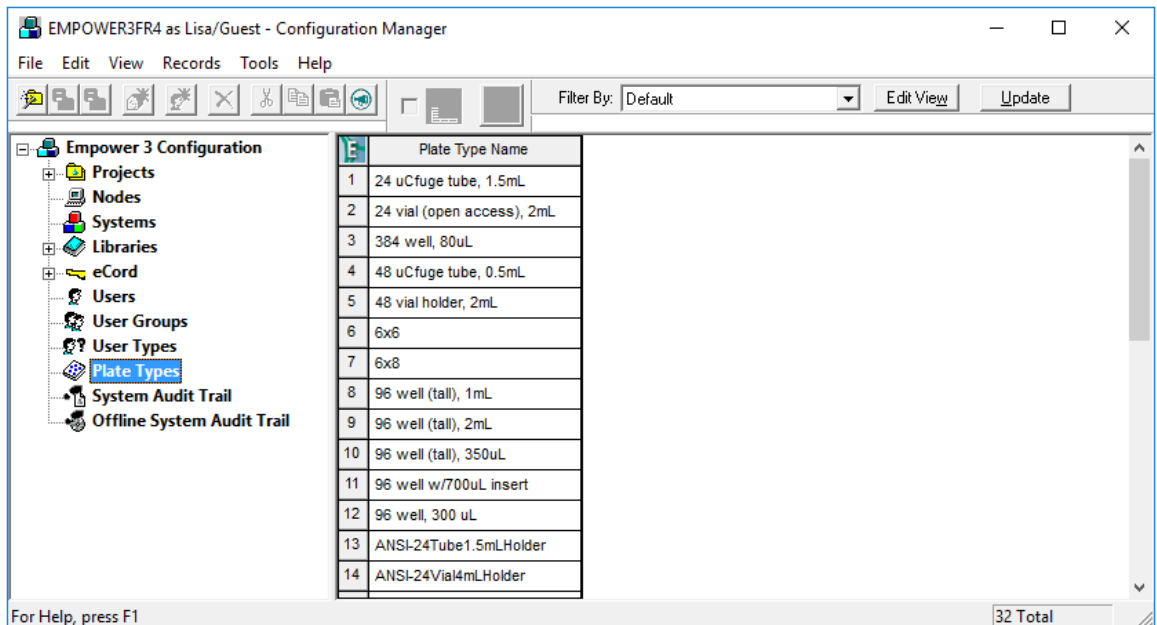 EMPOWER3FR4 as Lisa/Guest - Configuration Manager
File Edit View Records Tools Help
Filter By: Default Edit View Update
Empower 3 Configuration
Projects
Nodes
Systems
Libraries
eCord
Users
User Groups
User Types
Plate Types
System Audit Trail
Offline System Audit Trail
Plate Type Name
1 24 uCfuge tube, 1.5mL
2 24 vial (open access), 2mL
3 384 well, 80uL
4 48 uCfuge tube, 0.5mL
5 48 vial holder, 2mL
6 6x6
7 6x8
8 96 well (tall), 1mL
9 96 well (tall), 2mL
10 96 well (tall), 350uL
11 96 well w/700uL insert
12 96 well, 300 uL
13 ANSI-24Tube1.5mLHolder
14 ANSI-24Vial4mLHolder
For Help, press F1
32 Total